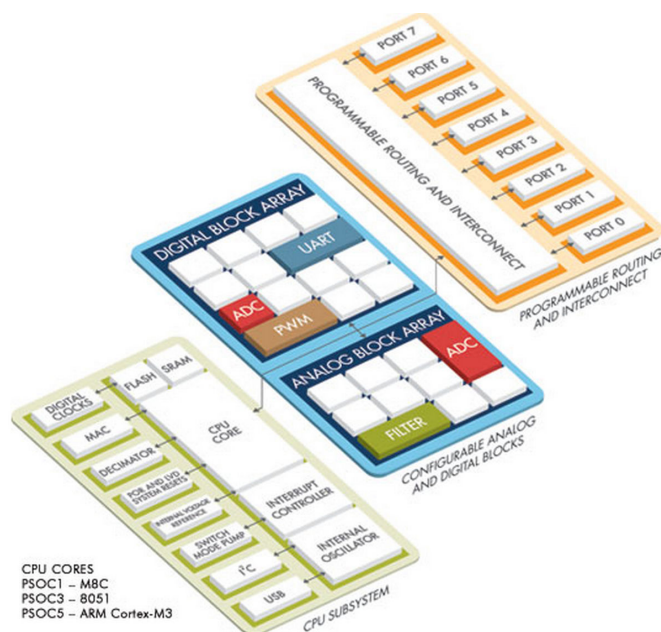 PORT 7
PORT 6
PORT 5
PORT 4
PORT 3
PORT 2
PORT 1
PORT 0
PROGRAMMABLE ROUTING AND INTERCONNECT
PROGRAMMABLE ROUTING
AND INTERCONNECT
DIGITAL BLOCK ARRAY
UART
ADC
PWM
ANALOG BLOCK ARRAY
ADC
FILTER
CONFIGURABLE ANALOG
AND DIGITAL BLOCKS
DIGITAL
CLOCKS
FLASH
SRAM
MAC
CPU
CORE
DECIMATOR
POR AND LVD
SYSTEM RESETS
INTERNAL VOLTAGE
REFERENCE
INTERRUPT
CONTROLLER
SWITCH
MODE PUMP
INTERNAL
OSCILLATOR
I²C
USB
CPU SUBSYSTEM
CPU CORES
PSOC1 – M8C
PSOC3 – 8051
PSOC5 – ARM Cortex-M3